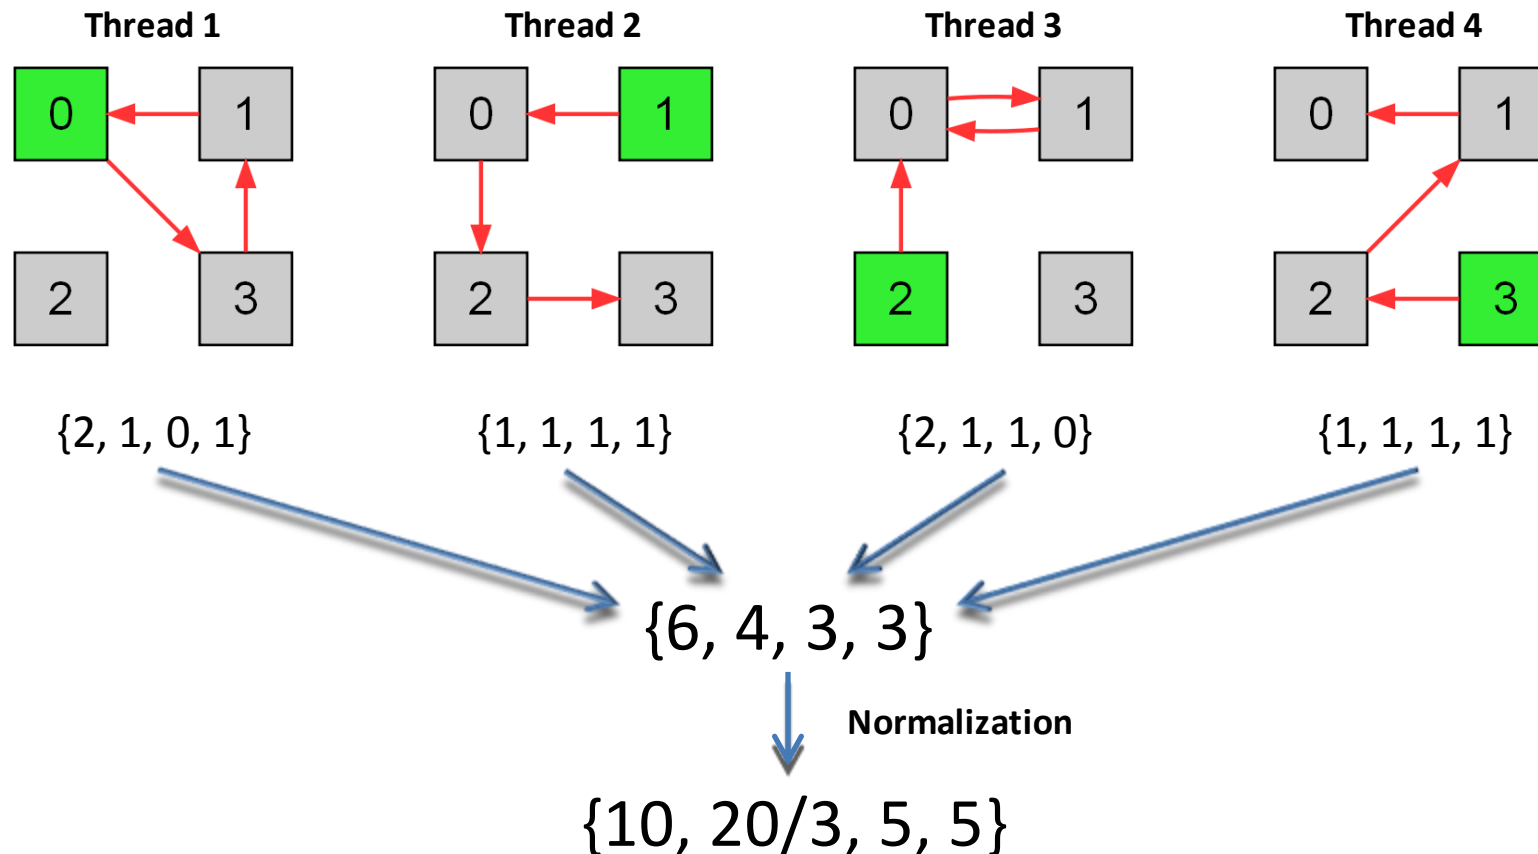 Thread 1 Thread 2 Thread 3 Thread 4
0 1 0 1 0 1 0 1
2 3 2 3 2 3 2 3
{2, 1, 0, 1} {1, 1, 1, 1} {2, 1, 1, 0} {1, 1, 1, 1}
{6, 4, 3, 3}
Normalization
{10, 20/3, 5, 5}